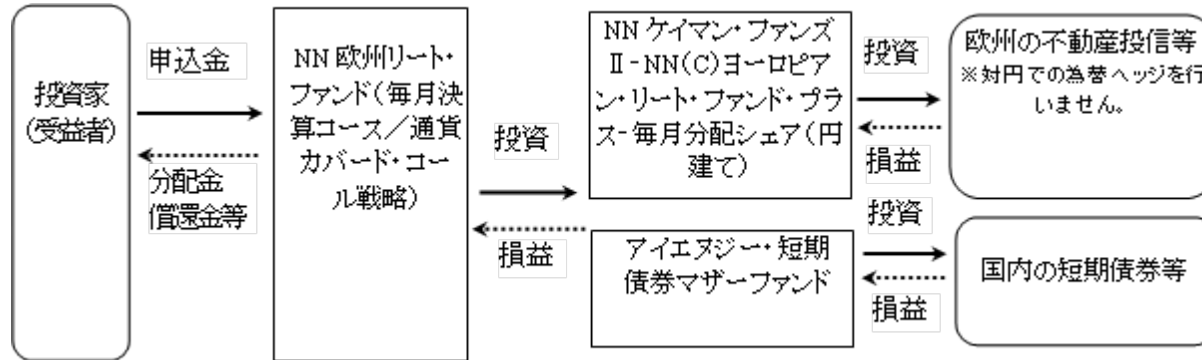 投資家
(受益者)
申込金
分配金
償還金等
NN 欧州リート・
ファンド(毎月決
算コース／通貨
カバード・コー
ル戦略)
投資
損益
NN ケイマン・ファンズ
Ⅱ-NN(C)ヨーロピア
ン・リート・ファンド・プラ
ス-毎月分配シェア(円
建て)
アイエヌジー・短期
債券マザーファンド
投資
損益
投資
損益
欧州の不動産投信等
※対円での為替ヘッジを行
いません。
国内の短期債券等